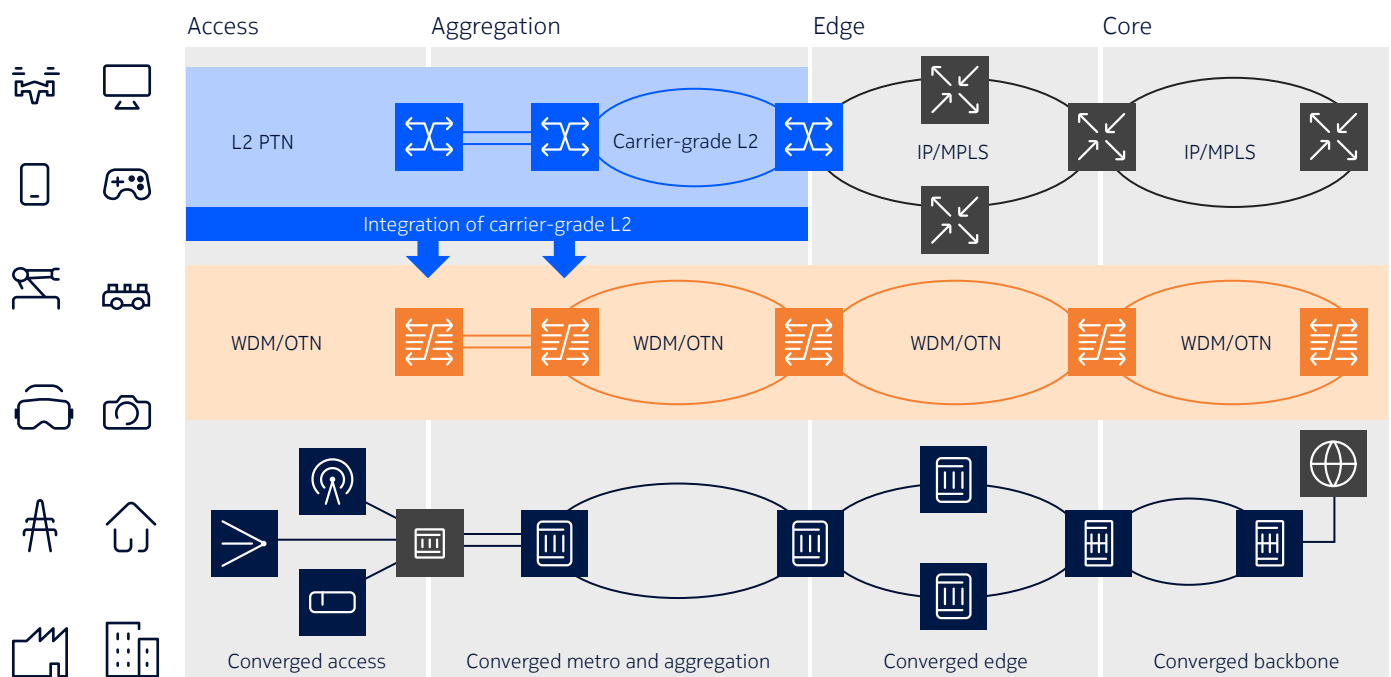 Access
Aggregation
Edge
Core
L2 PTN
Carrier-grade L2
IP/MPLS
IP/MPLS
Integration of carrier-grade L2
WDM/OTN
WDM/OTN
WDM/OTN
WDM/OTN
Converged access
Converged metro and aggregation
Converged edge
Converged backbone